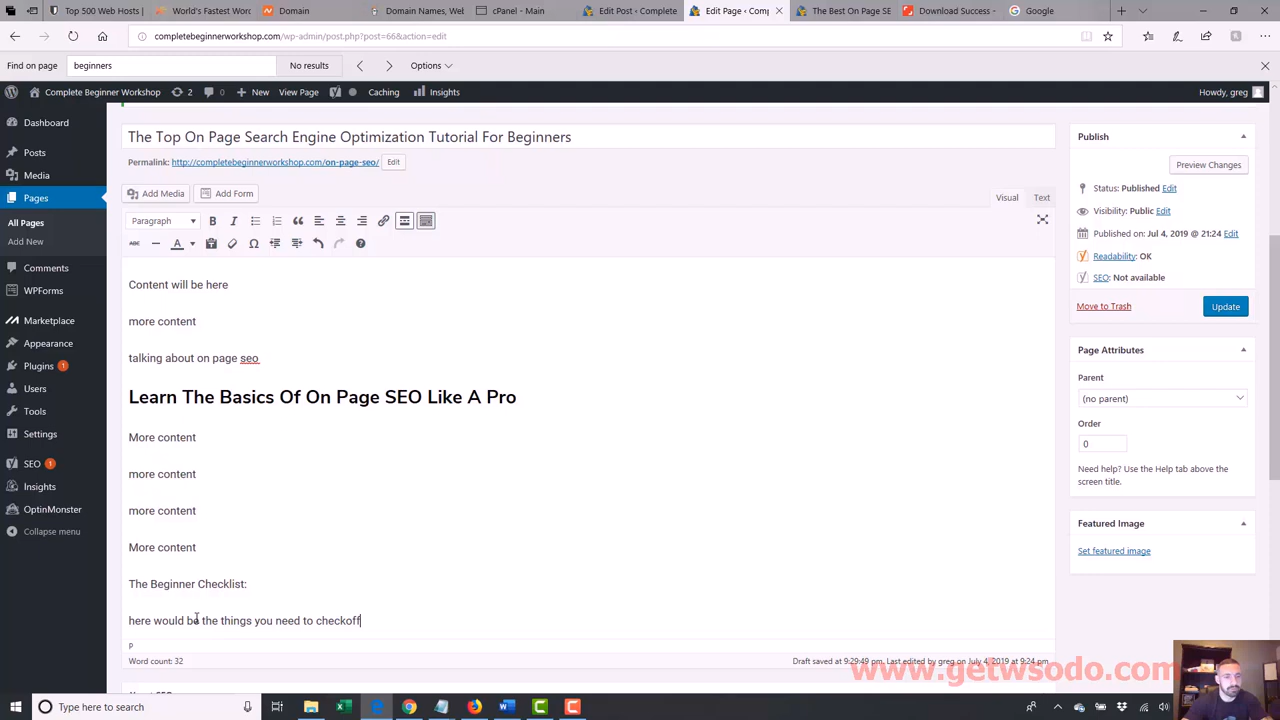 Top 500 Web Hosts |
World's Fastest Wor
Domain
Domain Names, Web
cPanel - Main
Edit Post ‹ Complete
Edit Page ‹ Comp
The Best On Page SE
Download Success -
Google
completebeginnerworkshop.com/wp-admin/post.php?post=66&action=edit
Find on page
beginners
No results
Options
Complete Beginner Workshop
2
0
New
View Page
Caching
Insights
Howdy, greg
Dashboard
Posts
Media
Pages
All Pages
Add New
Comments
WPForms
Marketplace
Appearance
Plugins 1
Users
Tools
Settings
SEO 1
Insights
OptinMonster
Collapse menu
The Top On Page Search Engine Optimization Tutorial For Beginners
Permalink: http://completebeginnerworkshop.com/on-page-seo/ Edit
Add Media
Add Form
Visual
Text
Paragraph
Content will be here
more content
talking about on page seo
Learn The Basics Of On Page SEO Like A Pro
More content
more content
more content
More content
The Beginner Checklist:
here would be the things you need to checkoff
P
Word count: 32
Draft saved at 9:29:49 pm. Last edited by greg on July 4, 2019 at 9:24 pm
Publish
Preview Changes
Status: Published Edit
Visibility: Public Edit
Published on: Jul 4, 2019 @ 21:24 Edit
Readability: OK
SEO: Not available
Move to Trash
Update
Page Attributes
Parent
(no parent)
Order
0
Need help? Use the Help tab above the
screen title.
Featured Image
Set featured image
www.getwsodo.com
Type here to search